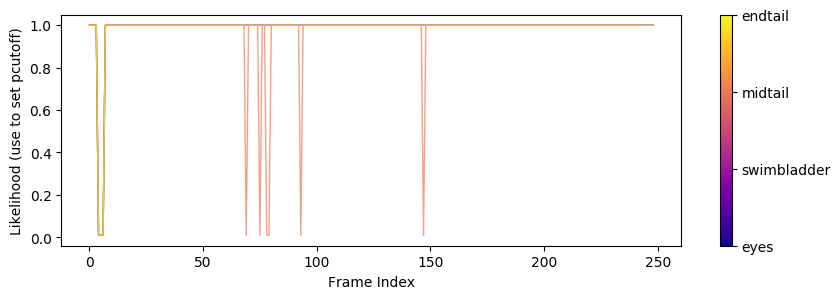 Likelihood (use to set pcutoff)
1.0
0.8
0.6
0.4
0.2
0.0
0
50
100
150
200
250
Frame Index
endtail
midtail
swimbladder
eyes